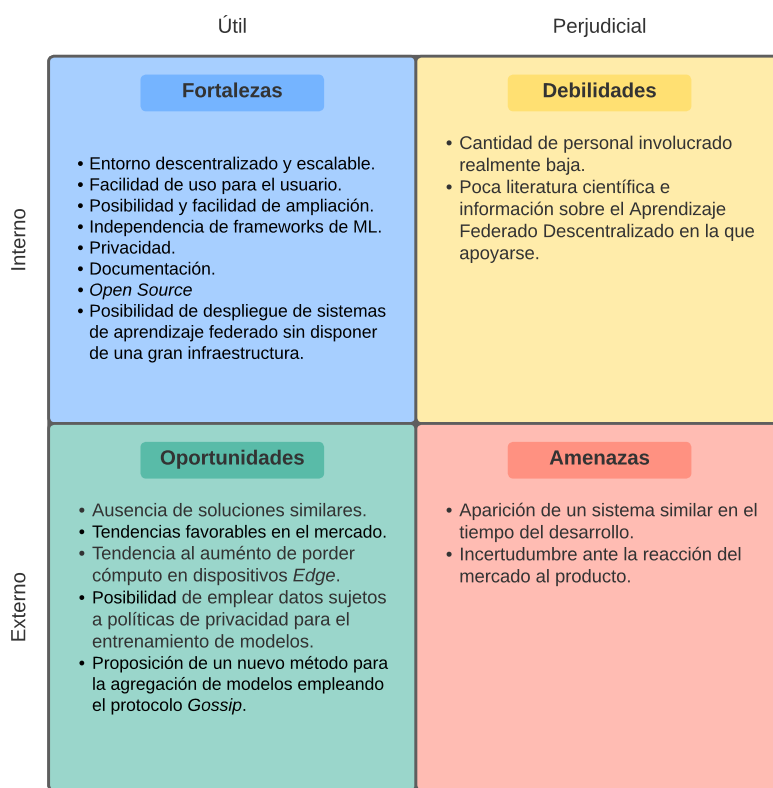 Útil
Perjudicial
Interno
Fortalezas
• Entorno descentralizado y escalable.
• Facilidad de uso para el usuario.
• Posibilidad y facilidad de ampliación.
• Independencia de frameworks de ML.
• Privacidad.
• Documentación.
• Open Source
• Posibilidad de despliegue de sistemas
de aprendizaje federado sin disponer
de una gran infraestructura.
Debilidades
• Cantidad de personal involucrado
realmente baja.
• Poca literatura científica e
información sobre el Aprendizaje
Federado Descentralizado en la que
apoyarse.
Externo
Oportunidades
• Ausencia de soluciones similares.
• Tendencias favorables en el mercado.
• Tendencia al auménto de porder
cómputo en dispositivos Edge.
• Posibilidad de emplear datos sujetos
a políticas de privacidad para el
entrenamiento de modelos.
• Proposición de un nuevo método para
la agregación de modelos empleando
el protocolo Gossip.
Amenazas
• Aparición de un sistema similar en el
tiempo del desarrollo.
• Incertudumbre ante la reacción del
mercado al producto.